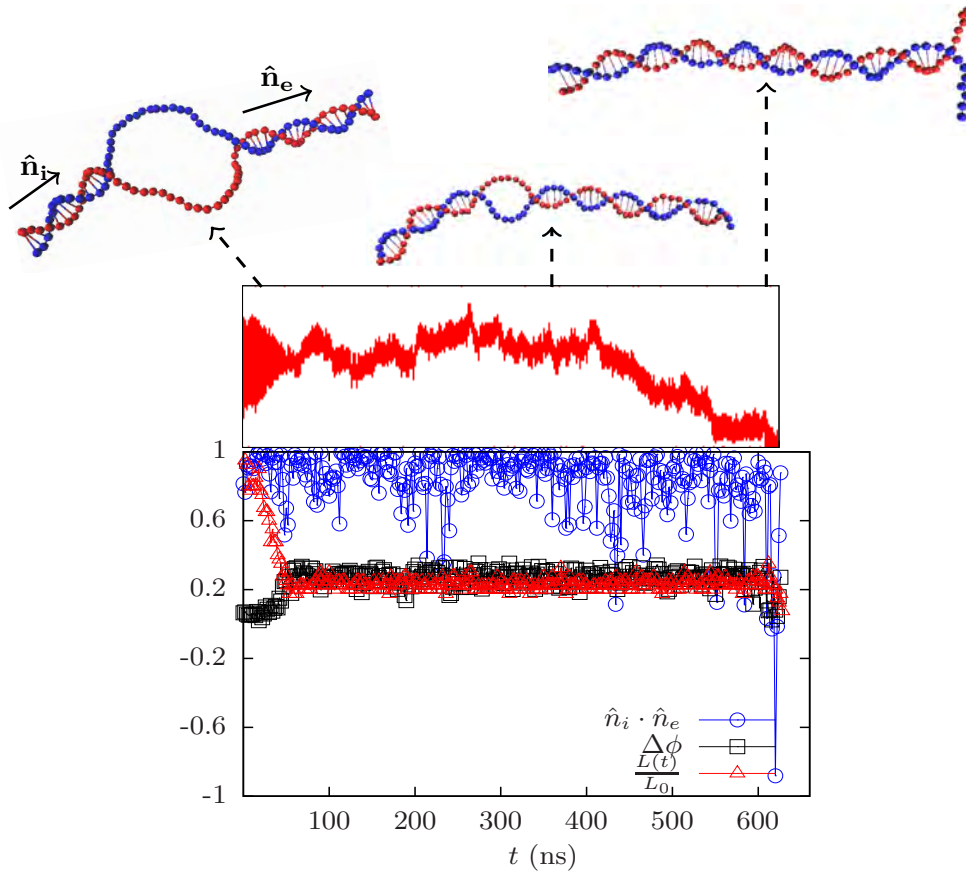 n̂ₑ
n̂ᵢ
1
0.6
0.2
-0.2
-0.6
-1
n̂ᵢ · n̂ₑ
Δϕ
L(t)
L₀
100 200 300 400 500 600
t (ns)